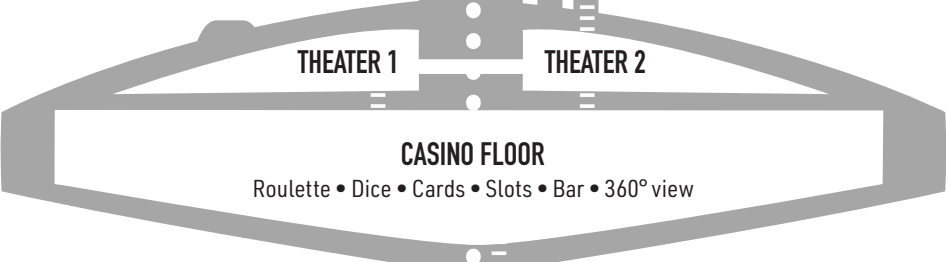 THEATER 1 THEATER 2
CASINO FLOOR
Roulette • Dice • Cards • Slots • Bar • 360° view